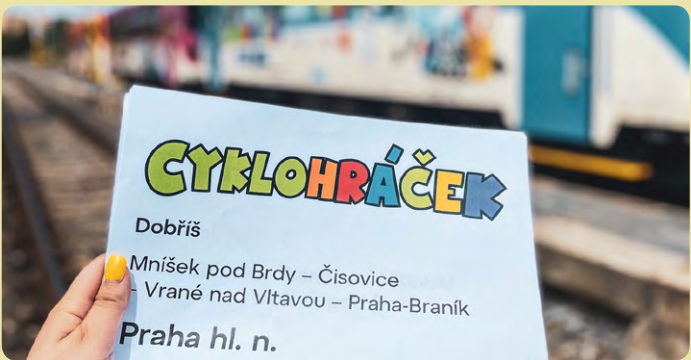 CYKLOHRÁČEK
Dobříš
Mníšek pod Brdy – Čisovice
– Vrané nad Vltavou – Praha-Braník
Praha hl. n.